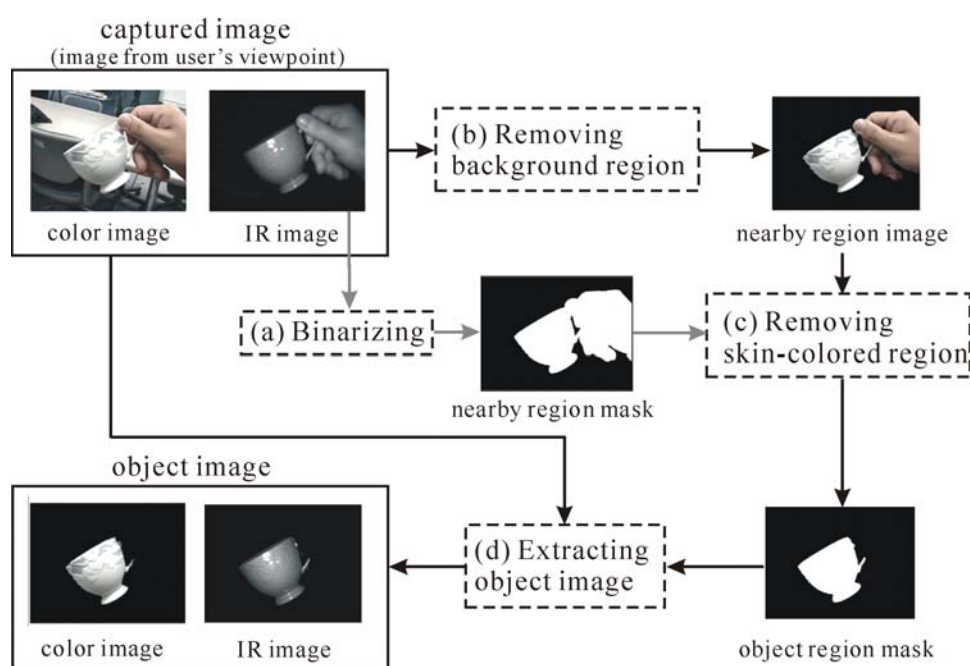 captured image
(image from user's viewpoint)
color image
IR image
(b) Removing
background region
nearby region image
(a) Binarizing
nearby region mask
(c) Removing
skin-colored region
object image
color image
IR image
(d) Extracting
object image
object region mask